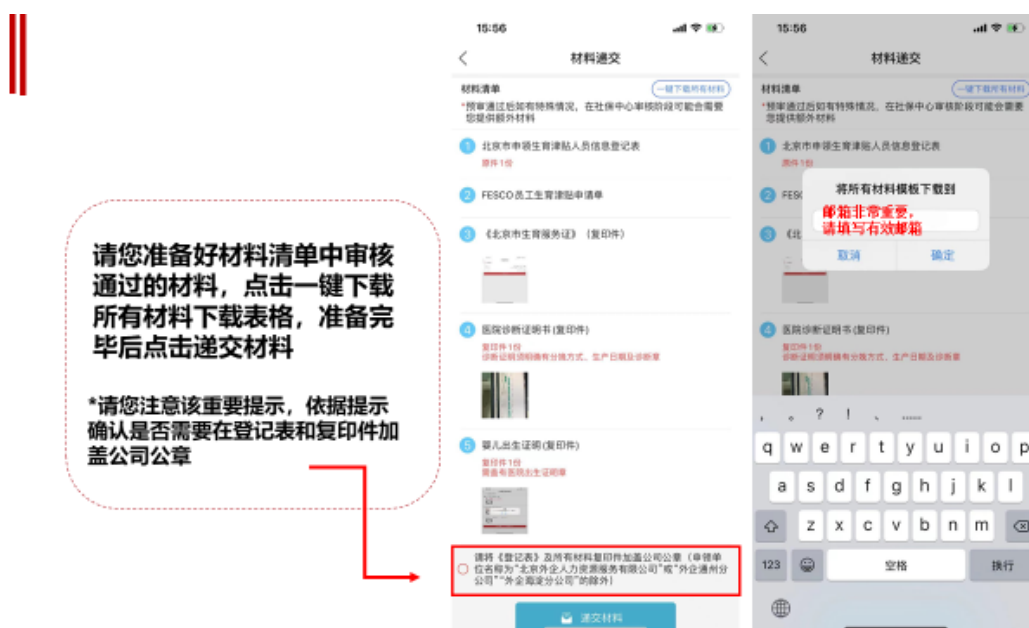 请您准备好材料清单中审核
通过的材料，点击一键下载
所有材料下载表格，准备完
毕后点击递交材料
*请您注意该重要提示，依据提示
确认是否需要在登记表和复印件加
盖公司公章
15:56
材料递交
材料清单
一键下载所有材料
*预审通过后如有特殊情况，在社保中心审核阶段可能会需要
您提供额外材料
1 北京市申领生育津贴人员信息登记表
原件1份
2 FESCO员工生育津贴申请单
3 《北京市生育服务证》（复印件）
4 医院诊断证明书(复印件)
复印件1份
诊断证明须明确有分娩方式、生产日期及诊断章
5 婴儿出生证明(复印件)
复印件1份
需盖有医院出生证明章
请将《登记表》及所有材料复印件加盖公司公章（申领单
位名称为"北京外企人力资源服务有限公司"或"外企通州分
公司""外企海淀分公司"的除外）
递交材料
15:56
材料递交
材料清单
一键下载所有材料
*预审通过后如有特殊情况，在社保中心审核阶段可能会需要
您提供额外材料
1 北京市申领生育津贴人员信息登记表
原件1份
2 FESC
将所有材料模板下载到
邮箱非常重要，
请填写有效邮箱
取消 确定
3 《北
4 医院诊断证明书(复印件)
复印件1份
诊断证明须明确有分娩方式、生产日期及诊断章
， 。 ? ! 、 ......
q w e r t y u i o p
a s d f g h j k l
z x c v b n m
123 空格 换行